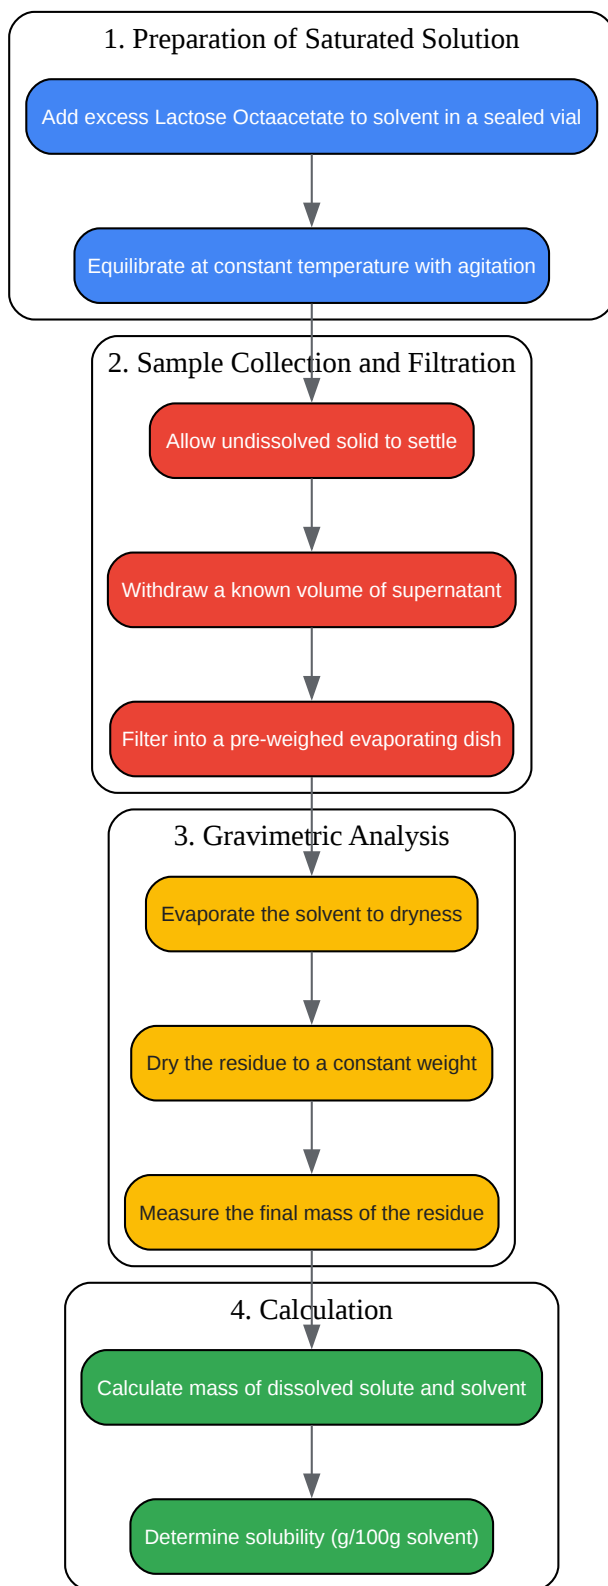 1. Preparation of Saturated Solution
Add excess Lactose Octaacetate to solvent in a sealed vial
Equilibrate at constant temperature with agitation
2. Sample Collection and Filtration
Allow undissolved solid to settle
Withdraw a known volume of supernatant
Filter into a pre-weighed evaporating dish
3. Gravimetric Analysis
Evaporate the solvent to dryness
Dry the residue to a constant weight
Measure the final mass of the residue
4. Calculation
Calculate mass of dissolved solute and solvent
Determine solubility (g/100g solvent)